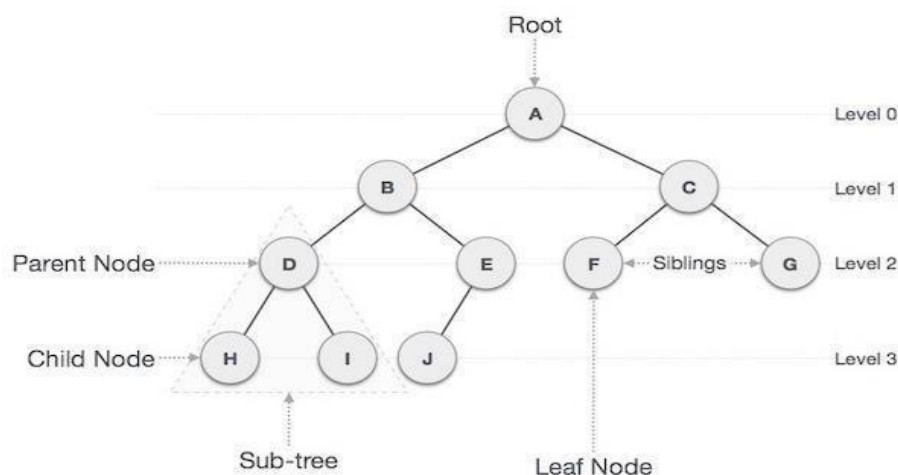 Root
A
Level 0
B
C
Level 1
Parent Node
D
E
F
Siblings
G
Level 2
Child Node
H
I
J
Level 3
Sub-tree
Leaf Node